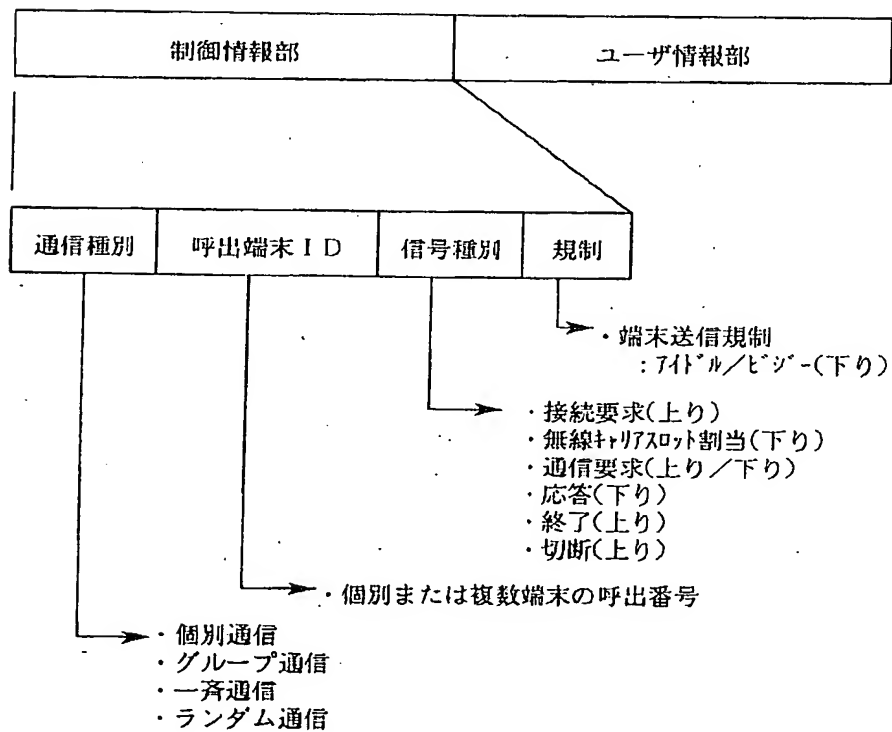 制御情報部
ユーザ情報部
通信種別
呼出端末ID
信号種別
規制
・端末送信規制
：ｱｲﾄﾞﾙ／ﾋﾞｼﾞｰ(下り)
・接続要求(上り)
・無線ｷｬﾘｱｽﾛｯﾄ割当(下り)
・通信要求(上り／下り)
・応答(下り)
・終了(上り)
・切断(上り)
・個別または複数端末の呼出番号
・個別通信
・グループ通信
・一斉通信
・ランダム通信